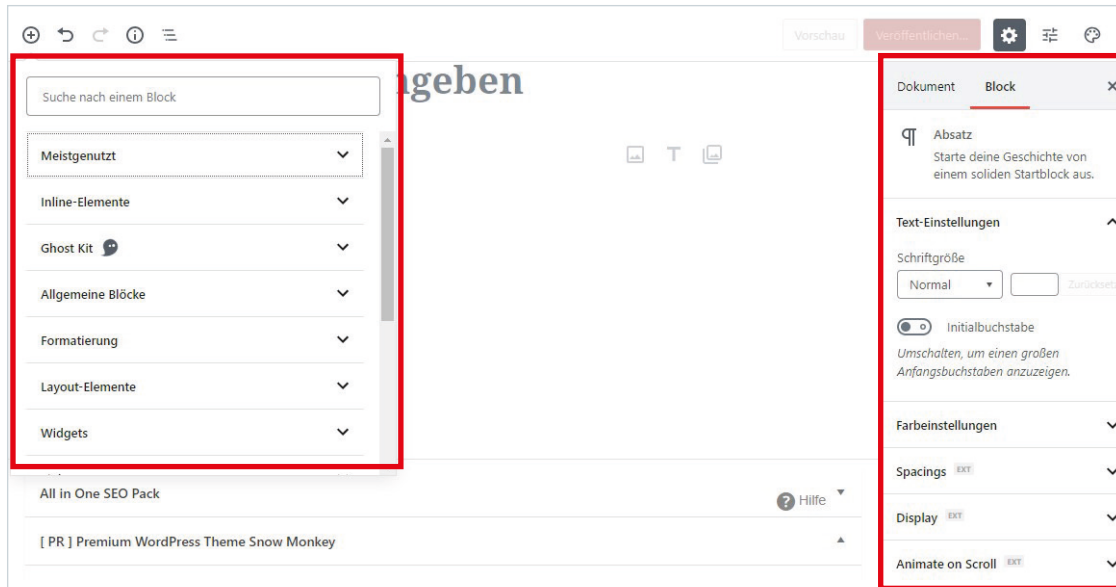 Vorschau
Veröffentlichen...
ngeben
Suche nach einem Block
Meistgenutzt
Inline-Elemente
Ghost Kit
Allgemeine Blöcke
Formatierung
Layout-Elemente
Widgets
All in One SEO Pack
Hilfe
[ PR ] Premium WordPress Theme Snow Monkey
Dokument Block
Absatz
Starte deine Geschichte von
einem soliden Startblock aus.
Text-Einstellungen
Schriftgröße
Normal Zurückset
Initialbuchstabe
Umschalten, um einen großen
Anfangsbuchstaben anzuzeigen.
Farbeinstellungen
Spacings EXT
Display EXT
Animate on Scroll EXT